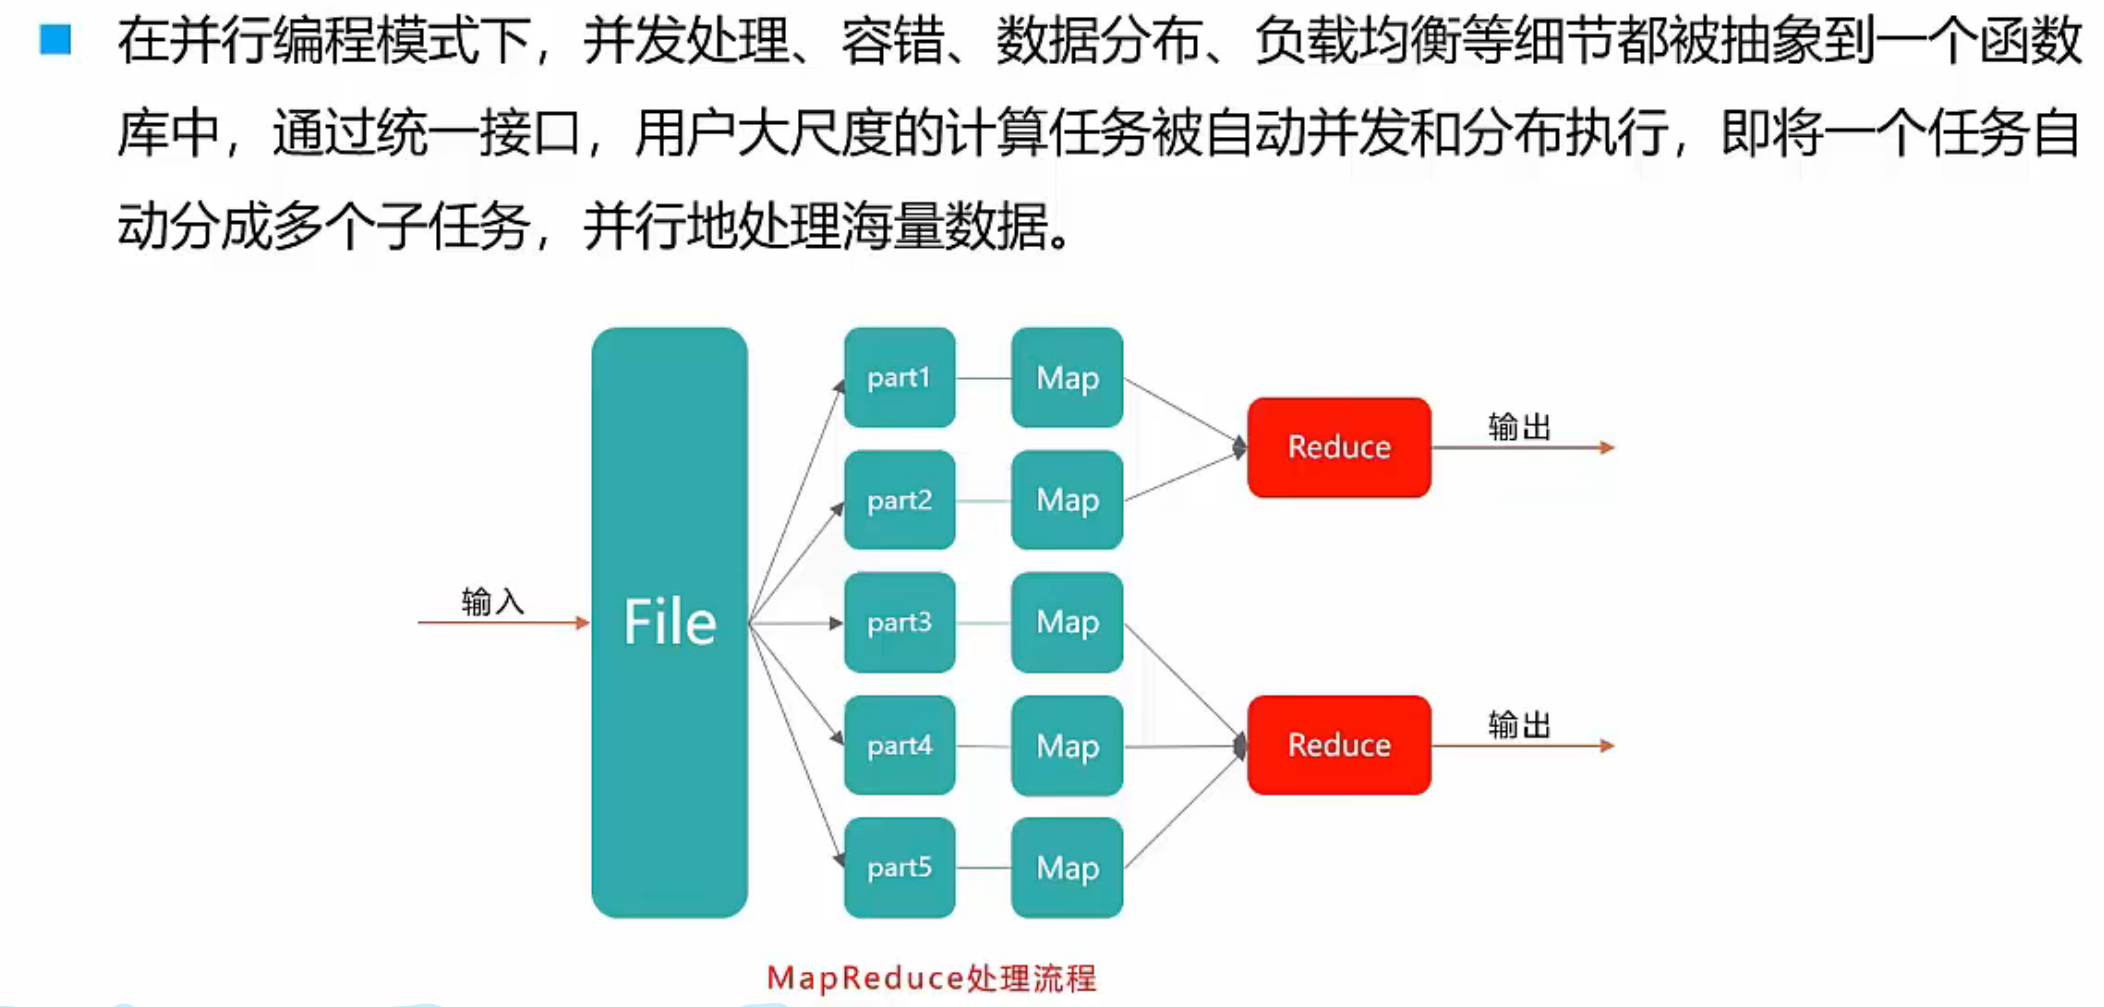 在并行编程模式下，并发处理、容错、数据分布、负载均衡等细节都被抽象到一个函数
库中，通过统一接口，用户大尺度的计算任务被自动并发和分布执行，即将一个任务自
动分成多个子任务，并行地处理海量数据。
part1 Map
Reduce 输出
part2 Map
输入 File part3 Map
part4 Map Reduce 输出
part5 Map
MapReduce处理流程